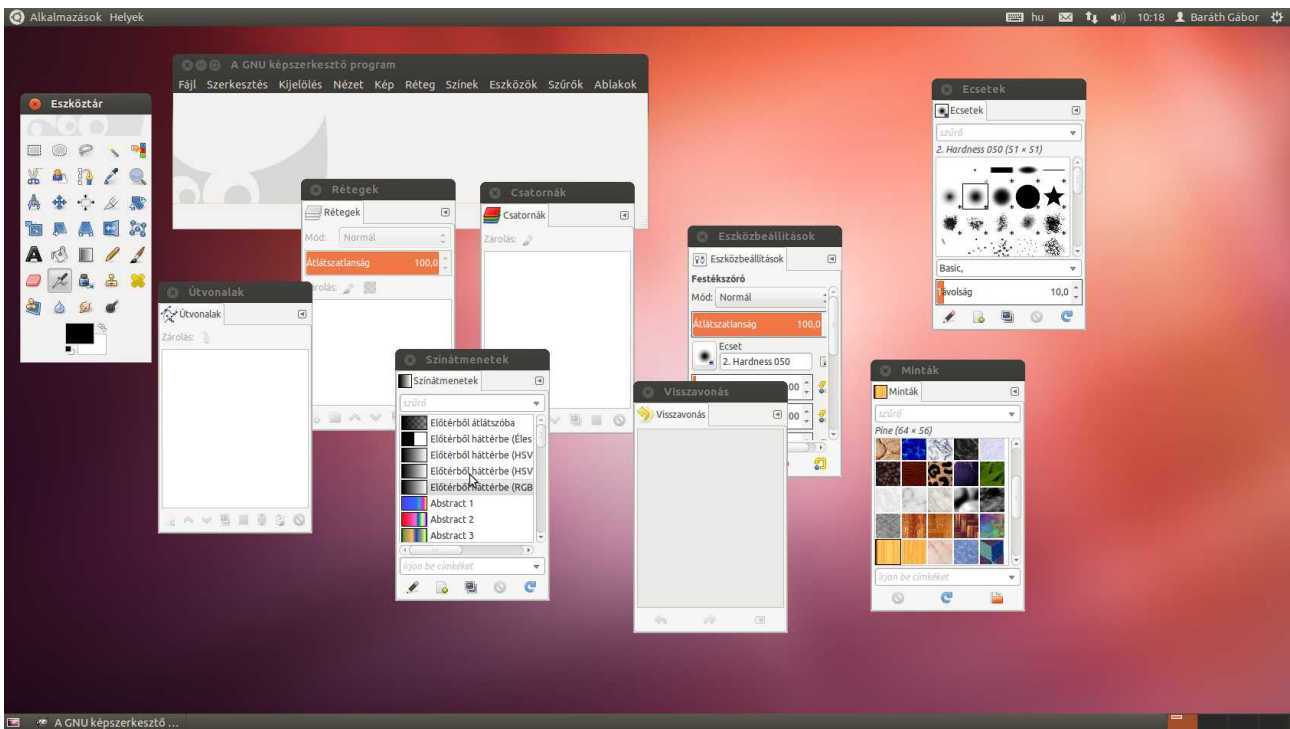 Alkalmazások Helyek
hu 10:18 Baráth Gábor
A GNU képszerkesztő program
Fájl Szerkesztés Kijelölés Nézet Kép Réteg Színek Eszközök Szűrők Ablakok
Eszköztár
Rétegek
Rétegek
Mód: Normál
Átlátszatlanság 100,0
Csatornák
Csatornák
Zárolás:
Útvonalak
Útvonalak
Zárolás:
Színátmenetek
Színátmenetek
szűrő
Előtérből átlátszóba
Előtérből háttérbe (Éles
Előtérből háttérbe (HSV
Előtérből háttérbe (HSV
Előtérből háttérbe (RGB
Abstract 1
Abstract 2
Abstract 3
írjon be címkéket
Eszközbeállítások
Eszközbeállítások
Festékszóró
Mód: Normál
Átlátszatlanság 100,0
Ecset
2. Hardness 050
Visszavonás
Visszavonás
Ecsetek
Ecsetek
szűrő
2. Hardness 050 (51 × 51)
Basic,
Távolság 10,0
Minták
Minták
szűrő
Pine (64 × 56)
írjon be címkéket
A GNU képszerkesztő ...